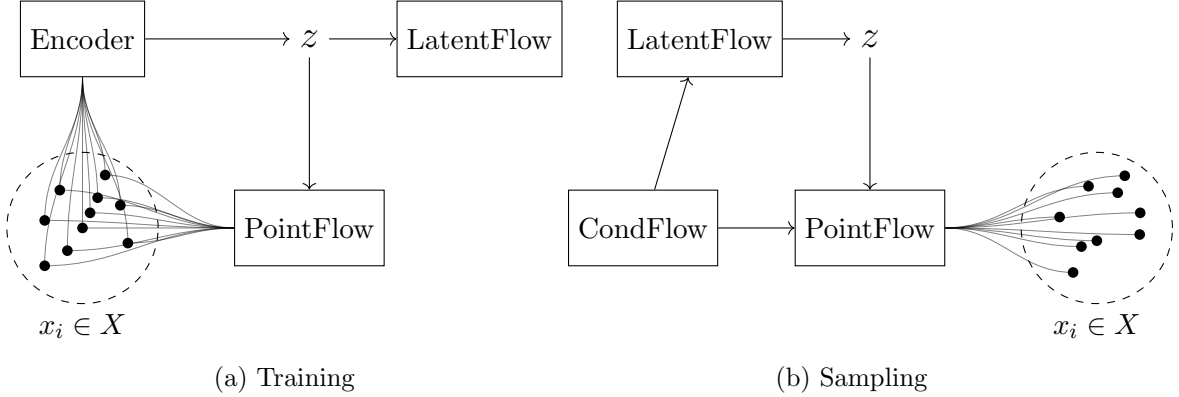 Encoder
z
LatentFlow
PointFlow
x_i ∈ X
(a) Training
LatentFlow
z
CondFlow
PointFlow
x_i ∈ X
(b) Sampling